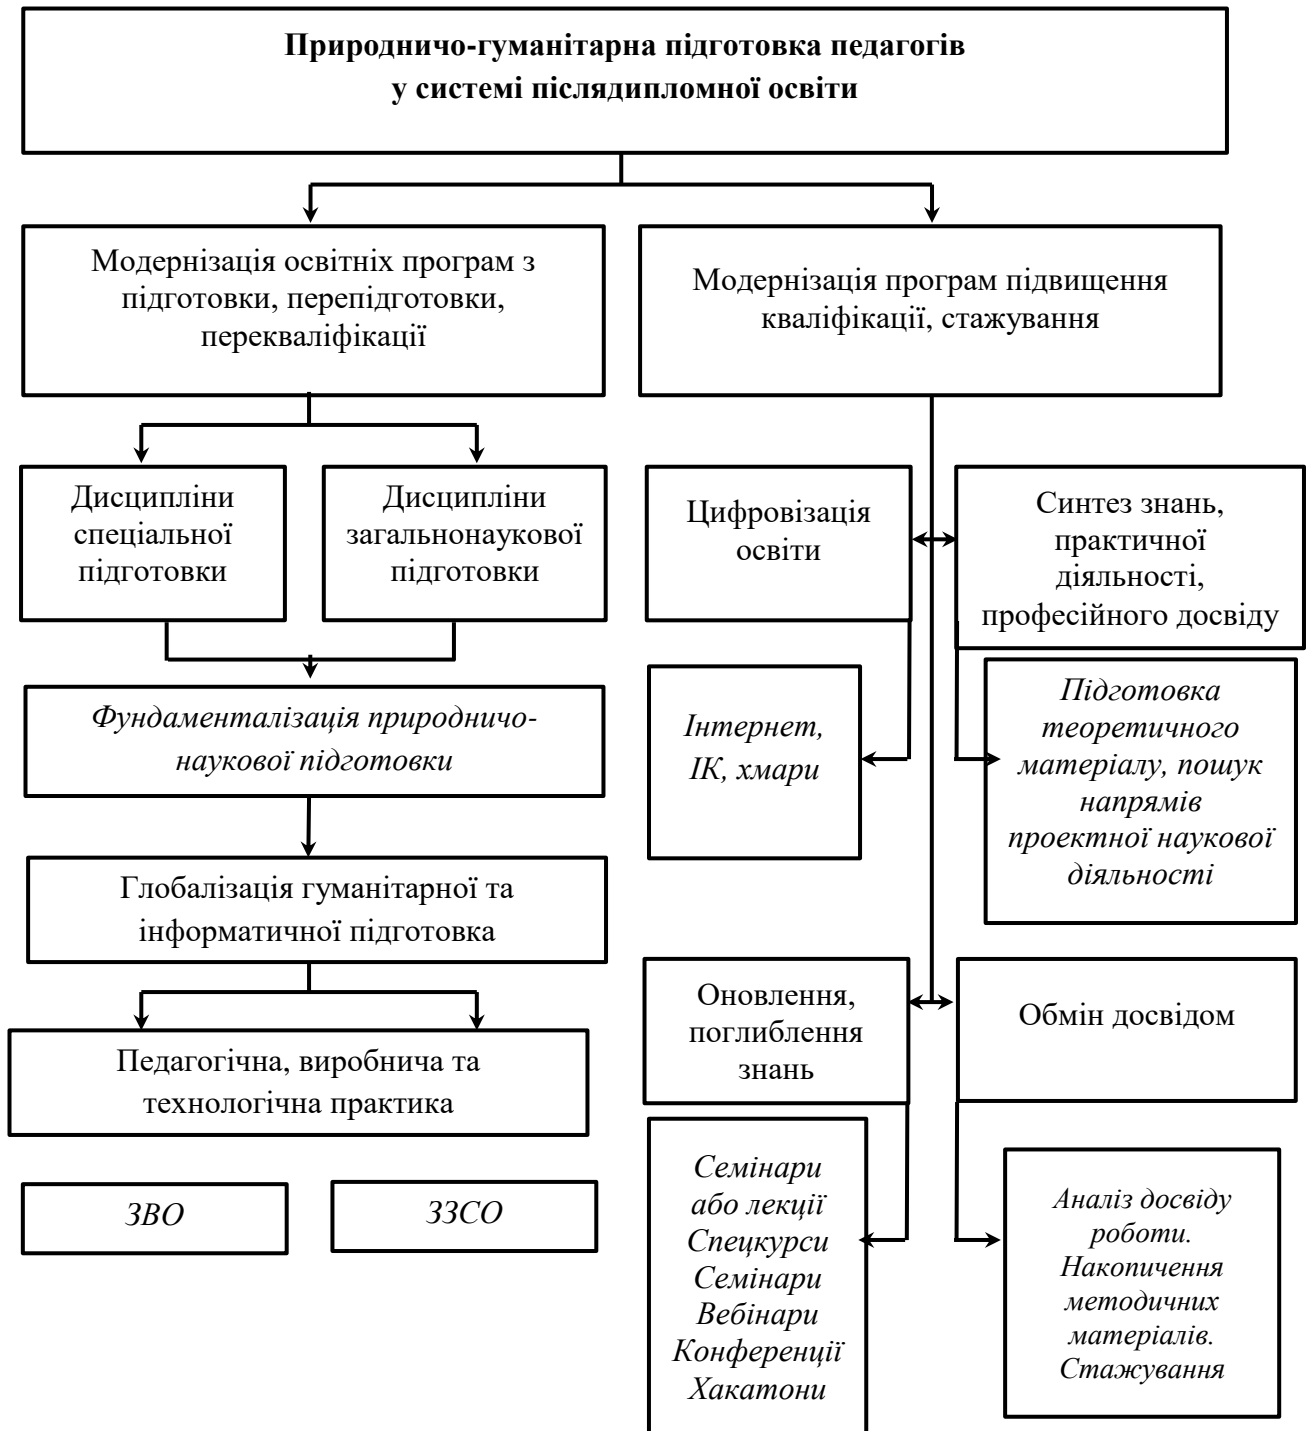 Природничо-гуманітарна підготовка педагогів
у системі післядипломної освіти
Модернізація освітніх програм з
підготовки, перепідготовки,
перекваліфікації
Модернізація програм підвищення
кваліфікації, стажування
Дисципліни
спеціальної
підготовки
Дисципліни
загальнонаукової
підготовки
Цифровізація
освіти
Синтез знань,
практичної
діяльності,
професійного досвіду
Фундаменталізація природничо-
наукової підготовки
Інтернет,
ІК, хмари
Підготовка
теоретичного
матеріалу, пошук
напрямів
проектної наукової
діяльності
Глобалізація гуманітарної та
інформатичної підготовка
Педагогічна, виробнича та
технологічна практика
Оновлення,
поглиблення
знань
Обмін досвідом
ЗВО
ЗЗСО
Семінари
або лекції
Спецкурси
Семінари
Вебінари
Конференції
Хакатони
Аналіз досвіду
роботи.
Накопичення
методичних
матеріалів.
Стажування